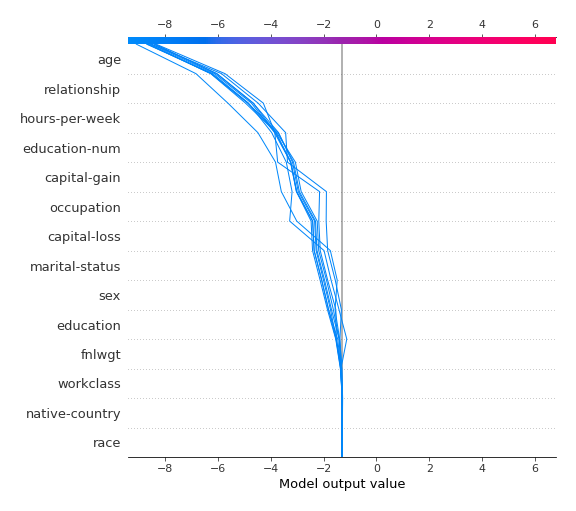 −8 −6 −4 −2 0 2 4 6
age
relationship
hours-per-week
education-num
capital-gain
occupation
capital-loss
marital-status
sex
education
fnlwgt
workclass
native-country
race
−8 −6 −4 −2 0 2 4 6
Model output value